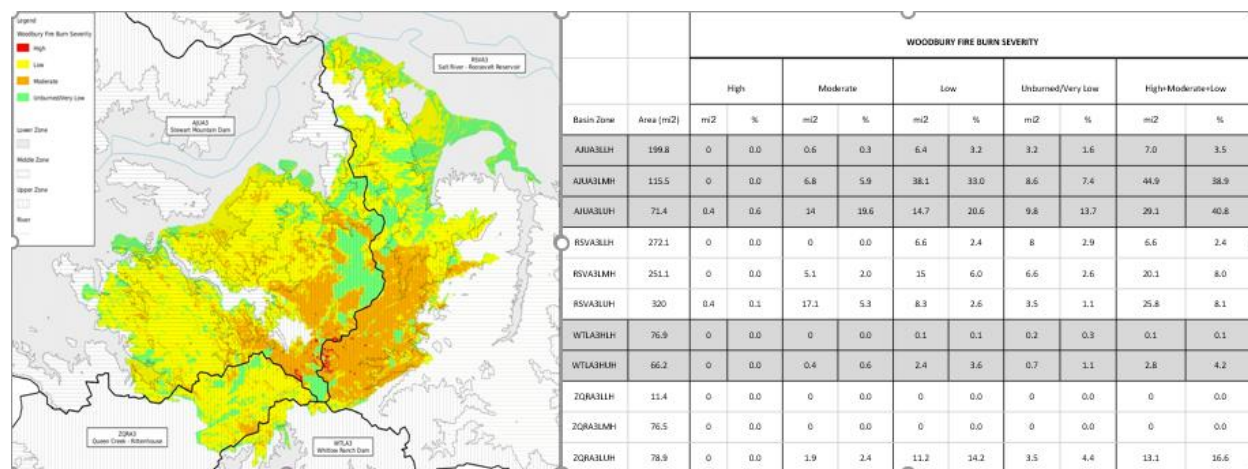 Legend
Woodbury Fire Burn Severity
High
Low
Moderate
Unburned/Very Low
Lower Zone
Middle Zone
Upper Zone
River
RSVA3
Salt River - Roosevelt Reservoir
AJUA3
Stewart Mountain Dam
ZQRA3
Queen Creek - Rittenhouse
WTLA3
Whitlow Ranch Dam
WOODBURY FIRE BURN SEVERITY
High Moderate Low Unburned/Very Low High+Moderate+Low
Basin Zone Area (mi2) mi2 % mi2 % mi2 % mi2 % mi2 %
AJUA3LLH 199.8 0 0.0 0.6 0.3 6.4 3.2 3.2 1.6 7.0 3.5
AJUA3LMH 115.5 0 0.0 6.8 5.9 38.1 33.0 8.6 7.4 44.9 38.9
AJUA3LUH 71.4 0.4 0.6 14 19.6 14.7 20.6 9.8 13.7 29.1 40.8
RSVA3LLH 272.1 0 0.0 0 0.0 6.6 2.4 8 2.9 6.6 2.4
RSVA3LMH 251.1 0 0.0 5.1 2.0 15 6.0 6.6 2.6 20.1 8.0
RSVA3LUH 320 0.4 0.1 17.1 5.3 8.3 2.6 3.5 1.1 25.8 8.1
WTLA3HLH 76.9 0 0.0 0 0.0 0.1 0.1 0.2 0.3 0.1 0.1
WTLA3HUH 66.2 0 0.0 0.4 0.6 2.4 3.6 0.7 1.1 2.8 4.2
ZQRA3LLH 11.4 0 0.0 0 0.0 0 0.0 0 0.0 0 0.0
ZQRA3LMH 76.5 0 0.0 0 0.0 0 0.0 0 0.0 0 0.0
ZQRA3LUH 78.9 0 0.0 1.9 2.4 11.2 14.2 3.5 4.4 13.1 16.6